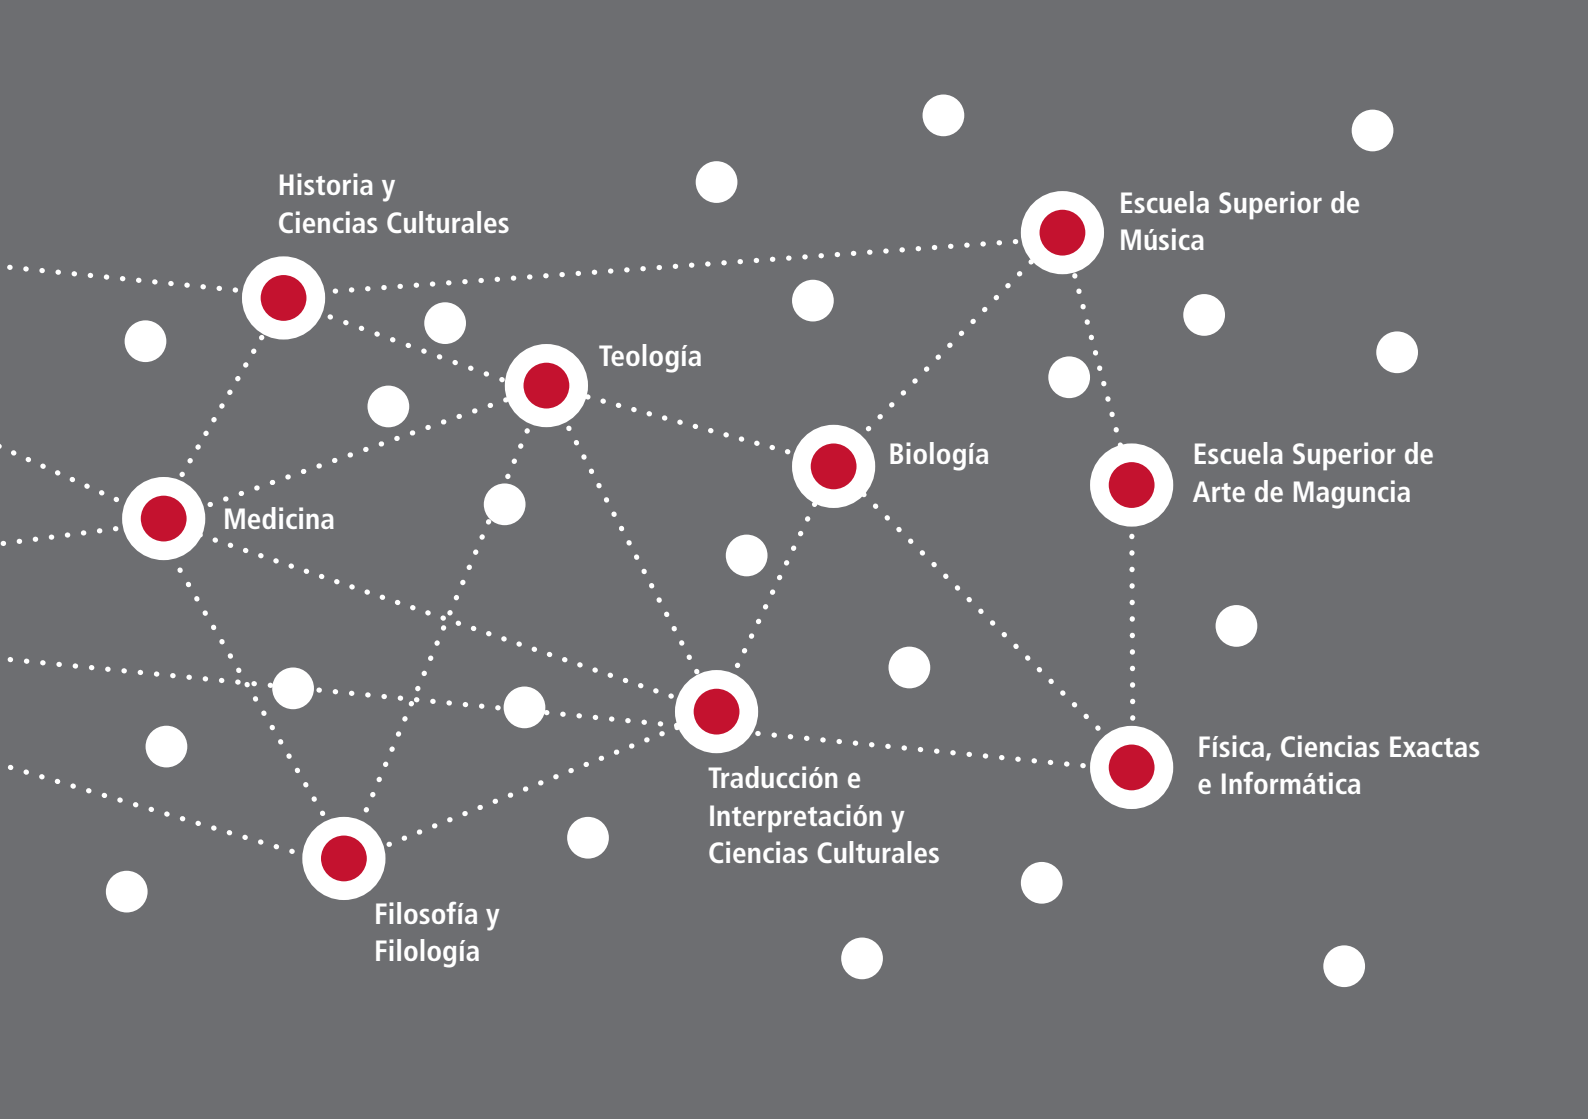 Historia y
Ciencias Culturales
Escuela Superior de
Música
Teología
Biología
Escuela Superior de
Arte de Maguncia
Medicina
Física, Ciencias Exactas
e Informática
Traducción e
Interpretación y
Ciencias Culturales
Filosofía y
Filología